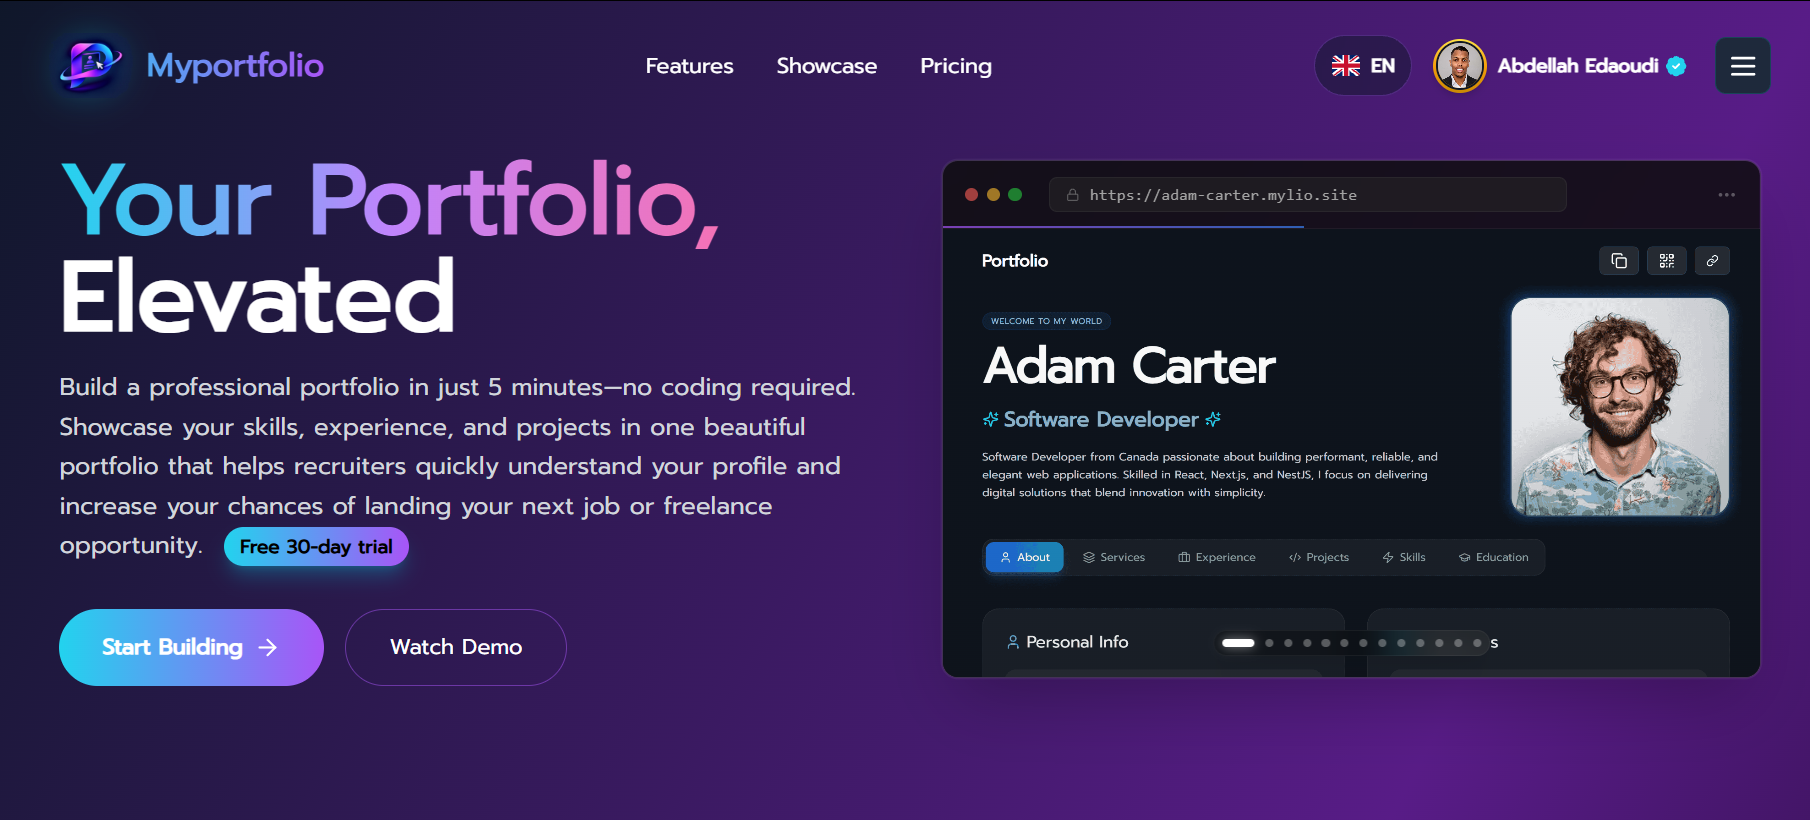 Myportfolio
Features
Showcase
Pricing
EN
Abdellah Edaoudi
Your Portfolio,
Elevated
Build a professional portfolio in just 5 minutes—no coding required.
Showcase your skills, experience, and projects in one beautiful
portfolio that helps recruiters quickly understand your profile and
increase your chances of landing your next job or freelance
opportunity. Free 30-day trial
Start Building →
Watch Demo
https://adam-carter.mylio.site
Portfolio
WELCOME TO MY WORLD
Adam Carter
Software Developer
Software Developer from Canada passionate about building performant, reliable, and
elegant web applications. Skilled in React, Next.js, and NestJS, I focus on delivering
digital solutions that blend innovation with simplicity.
About
Services
Experience
Projects
Skills
Education
Personal Info